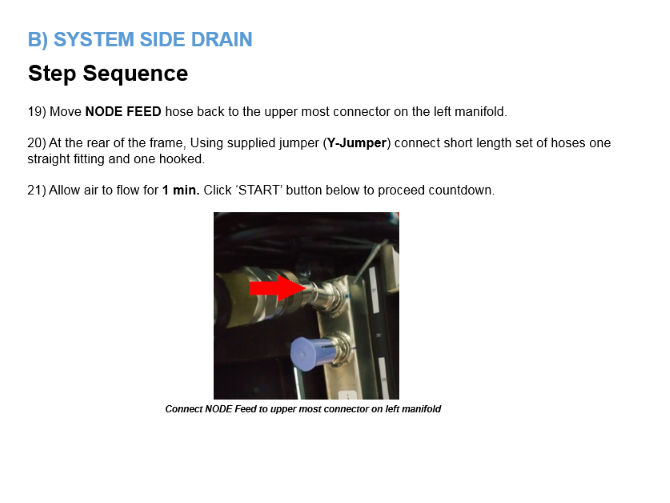 B) SYSTEM SIDE DRAIN
Step Sequence
19) Move NODE FEED hose back to the upper most connector on the left manifold.
20) At the rear of the frame, Using supplied jumper (Y-Jumper) connect short length set of hoses one
straight fitting and one hooked.
21) Allow air to flow for 1 min. Click 'START' button below to proceed countdown.
Connect NODE Feed to upper most connector on left manifold